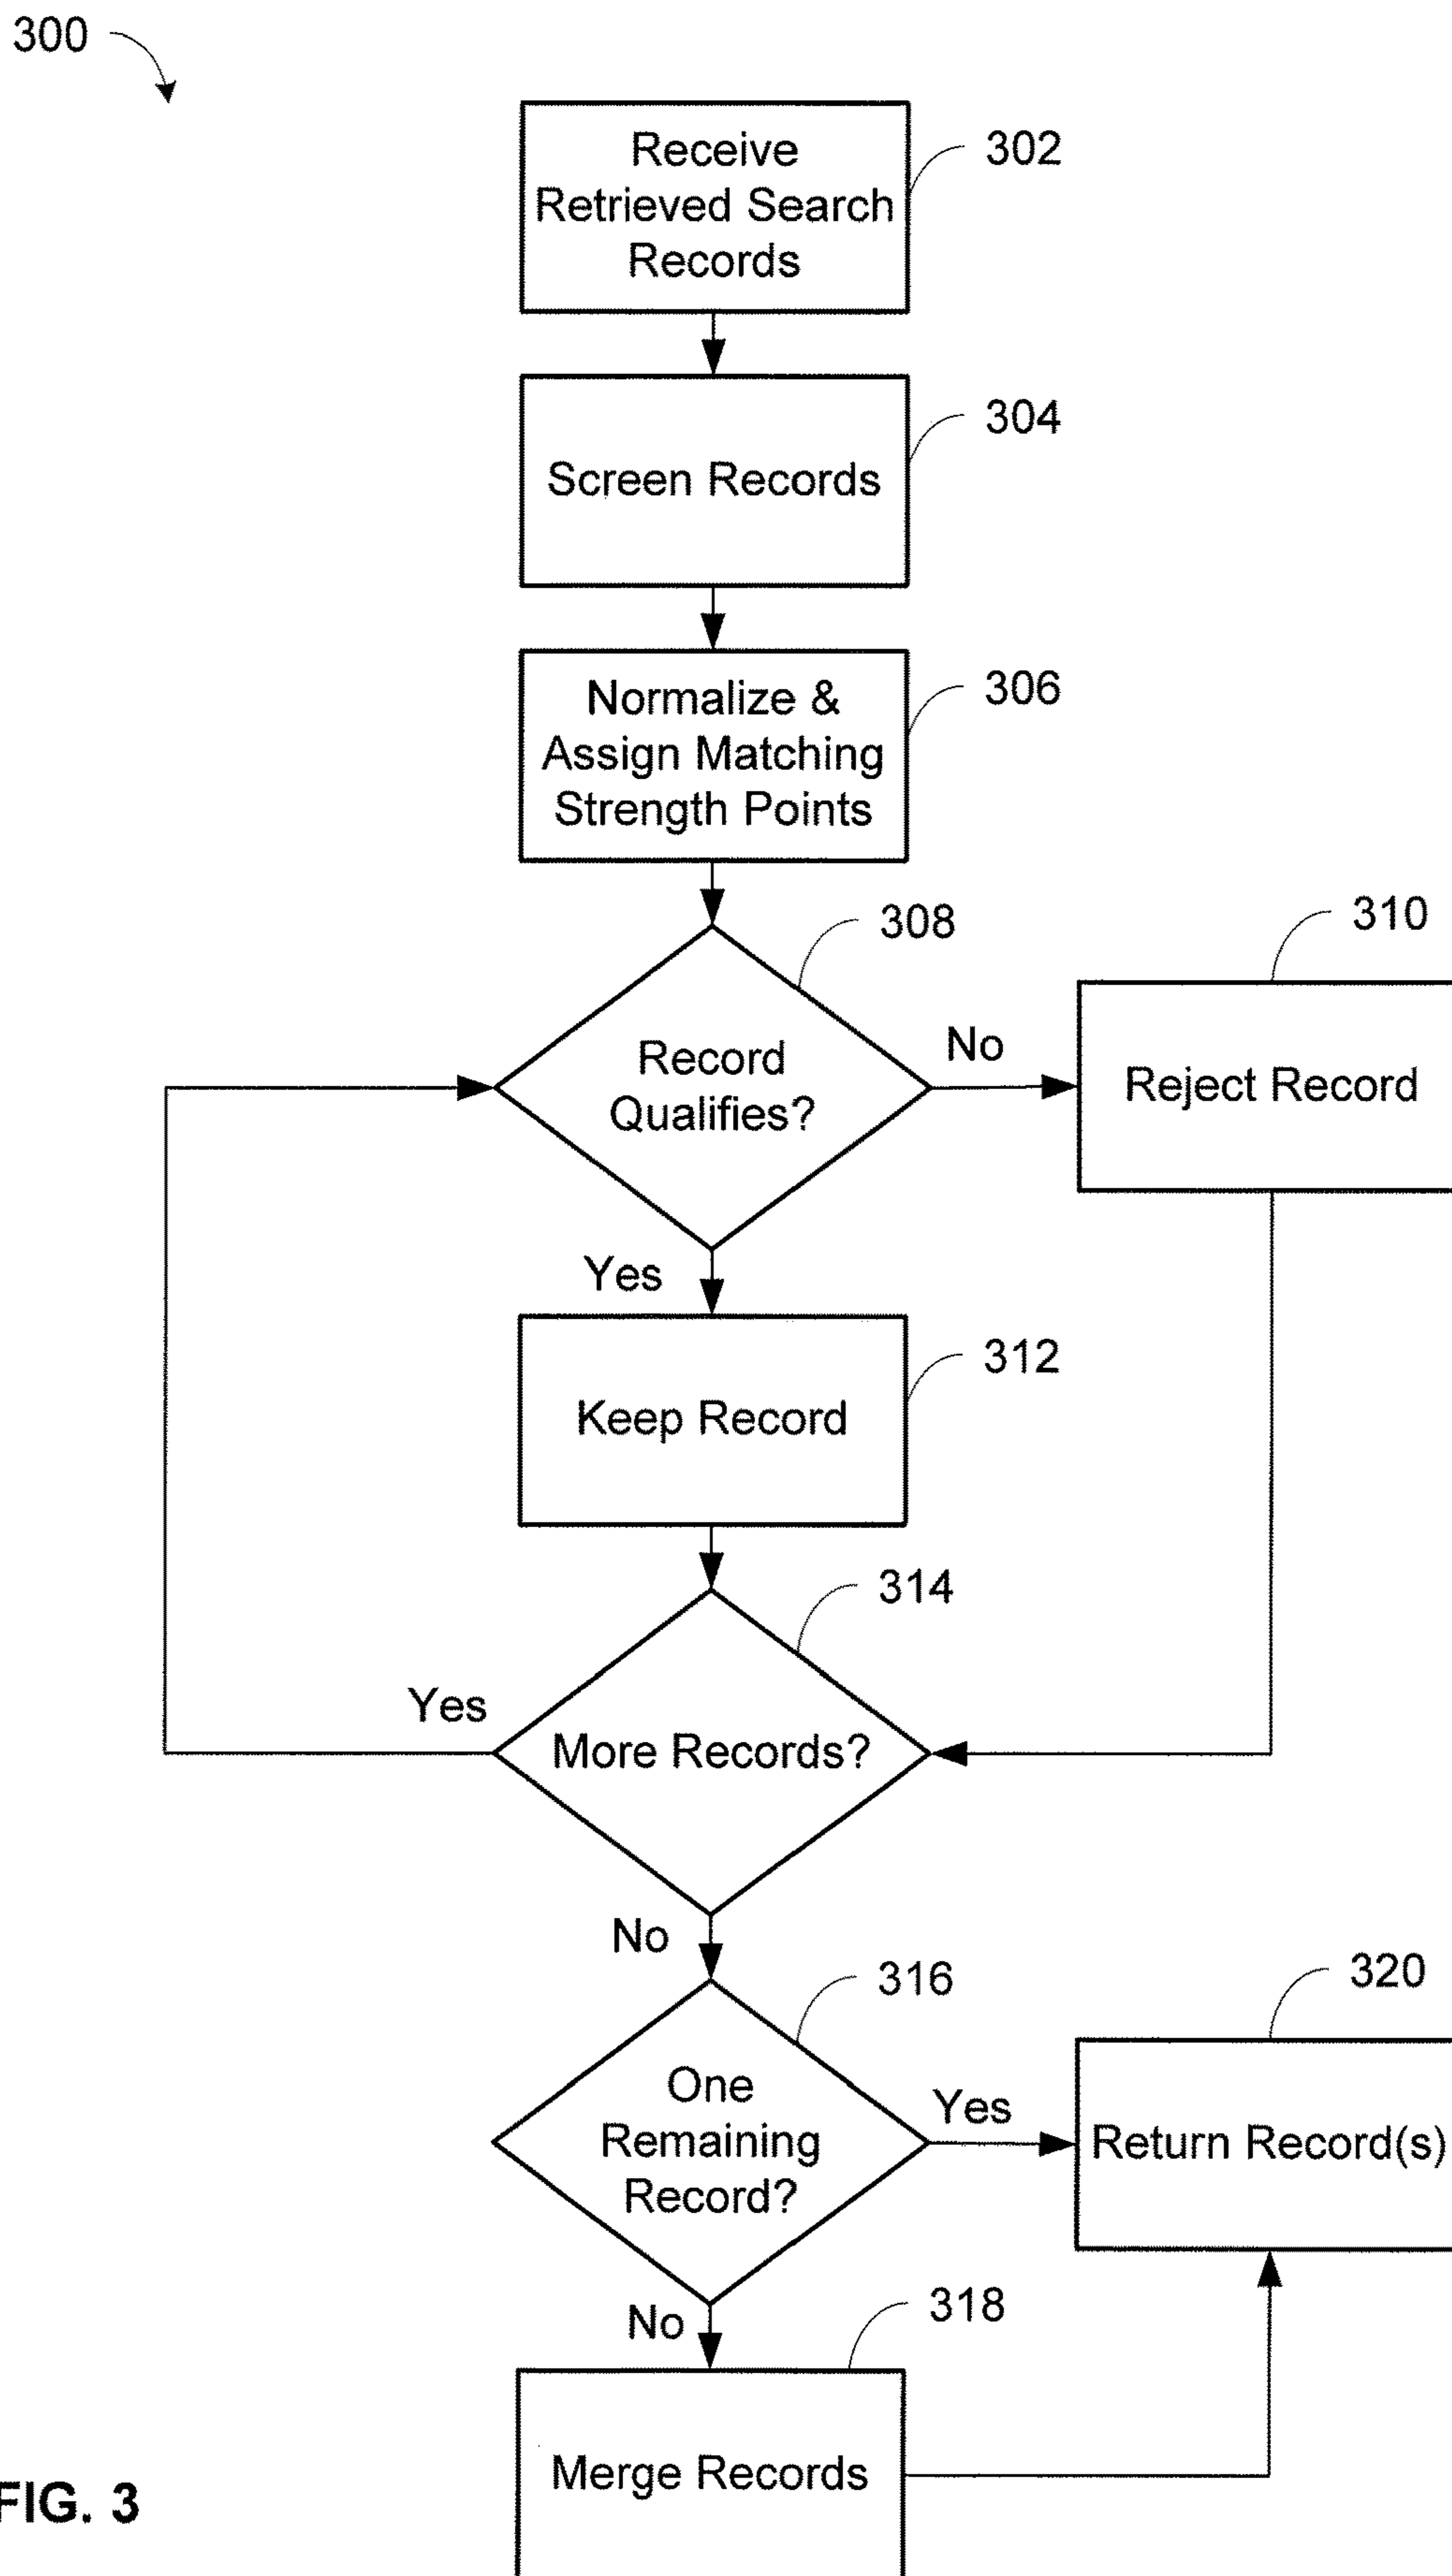 300
Receive
Retrieved Search
Records
302
Screen Records
304
Normalize &
Assign Matching
Strength Points
306
308
Record
Qualifies?
No
310
Reject Record
Yes
Keep Record
312
314
More Records?
Yes
No
316
One
Remaining
Record?
Yes
320
Return Record(s)
No
318
Merge Records
FIG. 3